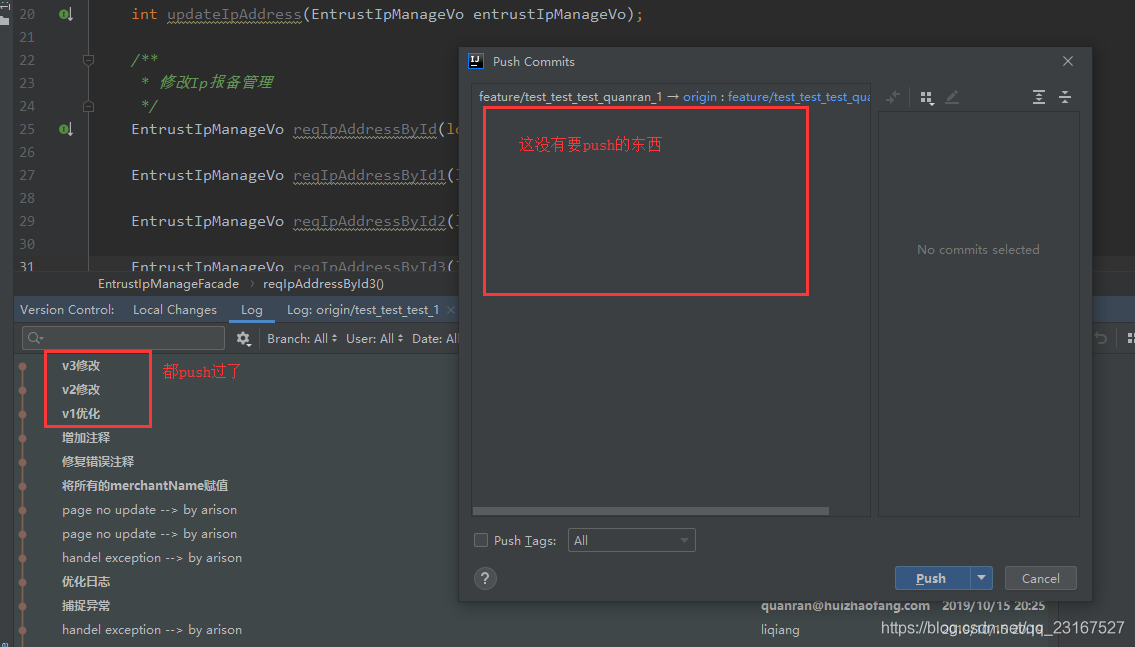 20 int updateIpAddress(EntrustIpManageVo entrustIpManageVo);
21
22 /**
23 * 修改Ip报备管理
24 */
25 EntrustIpManageVo reqIpAddressById(lo
26
27 EntrustIpManageVo reqIpAddressById1(
28
29 EntrustIpManageVo reqIpAddressById2(
30
31 EntrustIpManageVo reqIpAddressById3(
EntrustIpManageFacade > reqIpAddressById3()
Push Commits
feature/test_test_test_quanran_1 → origin : feature/test_test_test_qua
这没有要push的东西
No commits selected
Push Tags: All
? Push Cancel
Version Control: Local Changes Log Log: origin/test_test_test_1
Branch: All User: All Date: All
v3修改
都push过了
v2修改
v1优化
增加注释
修复错误注释
将所有的merchantName赋值
page no update --> by arison
page no update --> by arison
handel exception --> by arison
优化日志
捕捉异常 quanran@huizhaofang.com 2019/10/15 20:25
handel exception --> by arison liqiang
https://blog.csdn.net/qq_23167527